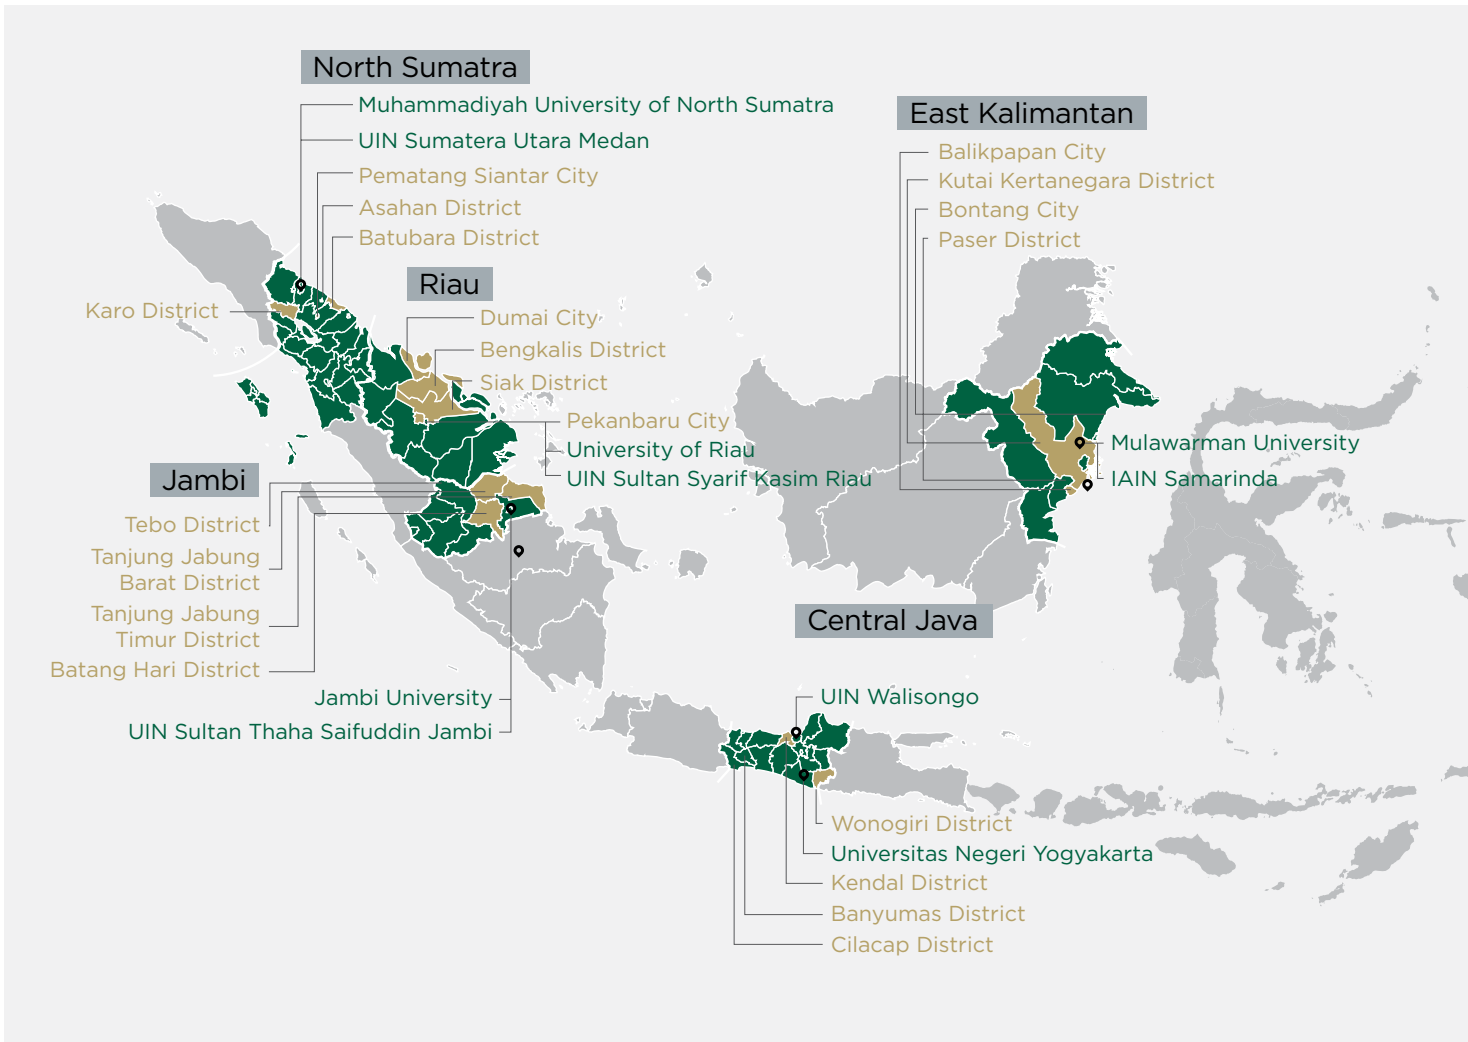 North Sumatra
Muhammadiyah University of North Sumatra
UIN Sumatera Utara Medan
Pematang Siantar City
Asahan District
Batubara District
Karo District
Riau
Dumai City
Bengkalis District
Siak District
Pekanbaru City
University of Riau
UIN Sultan Syarif Kasim Riau
Jambi
Tebo District
Tanjung Jabung
Barat District
Tanjung Jabung
Timur District
Batang Hari District
Jambi University
UIN Sultan Thaha Saifuddin Jambi
East Kalimantan
Balikpapan City
Kutai Kertanegara District
Bontang City
Paser District
Mulawarman University
IAIN Samarinda
Central Java
UIN Walisongo
Wonogiri District
Universitas Negeri Yogyakarta
Kendal District
Banyumas District
Cilacap District